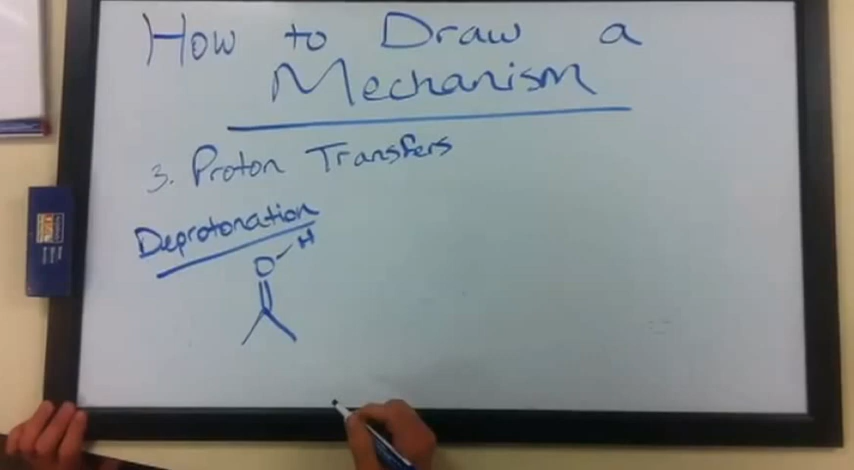 How to Draw a
Mechanism
3. Proton Transfers
Deprotonation
O H